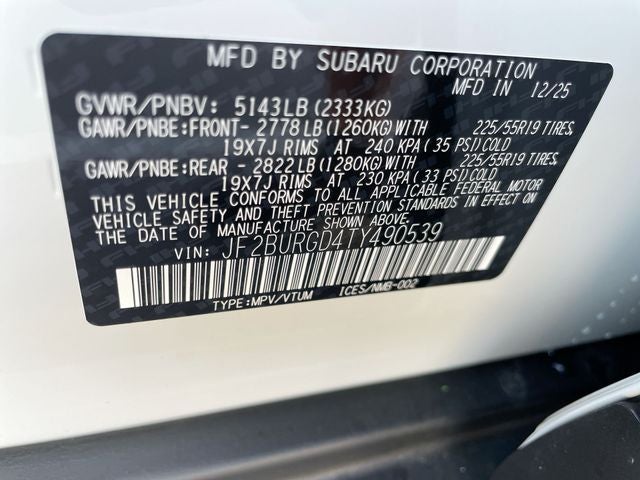 MFD BY SUBARU CORPORATION
MFD IN 12/25
GVWR/PNBV: 5143LB (2333KG)
GAWR/PNBE:FRONT- 2778LB (1260KG)WITH 225/55R19 TIRES,
19X7J RIMS AT 240 KPA (35 PSI)COLD
GAWR/PNBE:REAR - 2822LB (1280KG)WITH 225/55R19 TIRES,
19X7J RIMS AT 230 KPA (33 PSI)COLD
THIS VEHICLE CONFORMS TO ALL APPLICABLE FEDERAL MOTOR
VEHICLE SAFETY AND THEFT PREVENTION STANDARDS IN EFFECT ON
THE DATE OF MANUFACTURE SHOWN ABOVE.
VIN: JF2BURGD4TY490539
TYPE:MPV/VTUM ICES/NMB-002